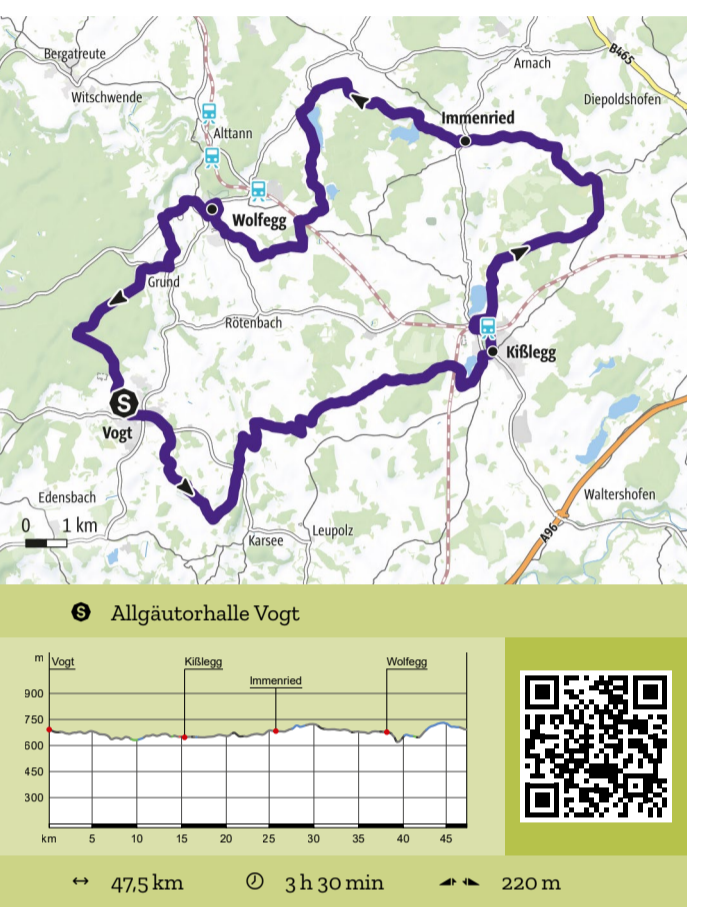 Bergatreute
Witschwende
Arnach
B465
Diepoldshofen
Immenried
Alttann
Wolfegg
Grund
Rötenbach
Kißlegg
S
Vogt
Edensbach
0 1 km
Karsee
Leupolz
Waltershofen
A96
S Allgäutorhalle Vogt
m
Vogt
Kißlegg
Immenried
Wolfegg
900
750
600
450
300
km 5 10 15 20 25 30 35 40 45
47,5 km 3 h 30 min 220 m